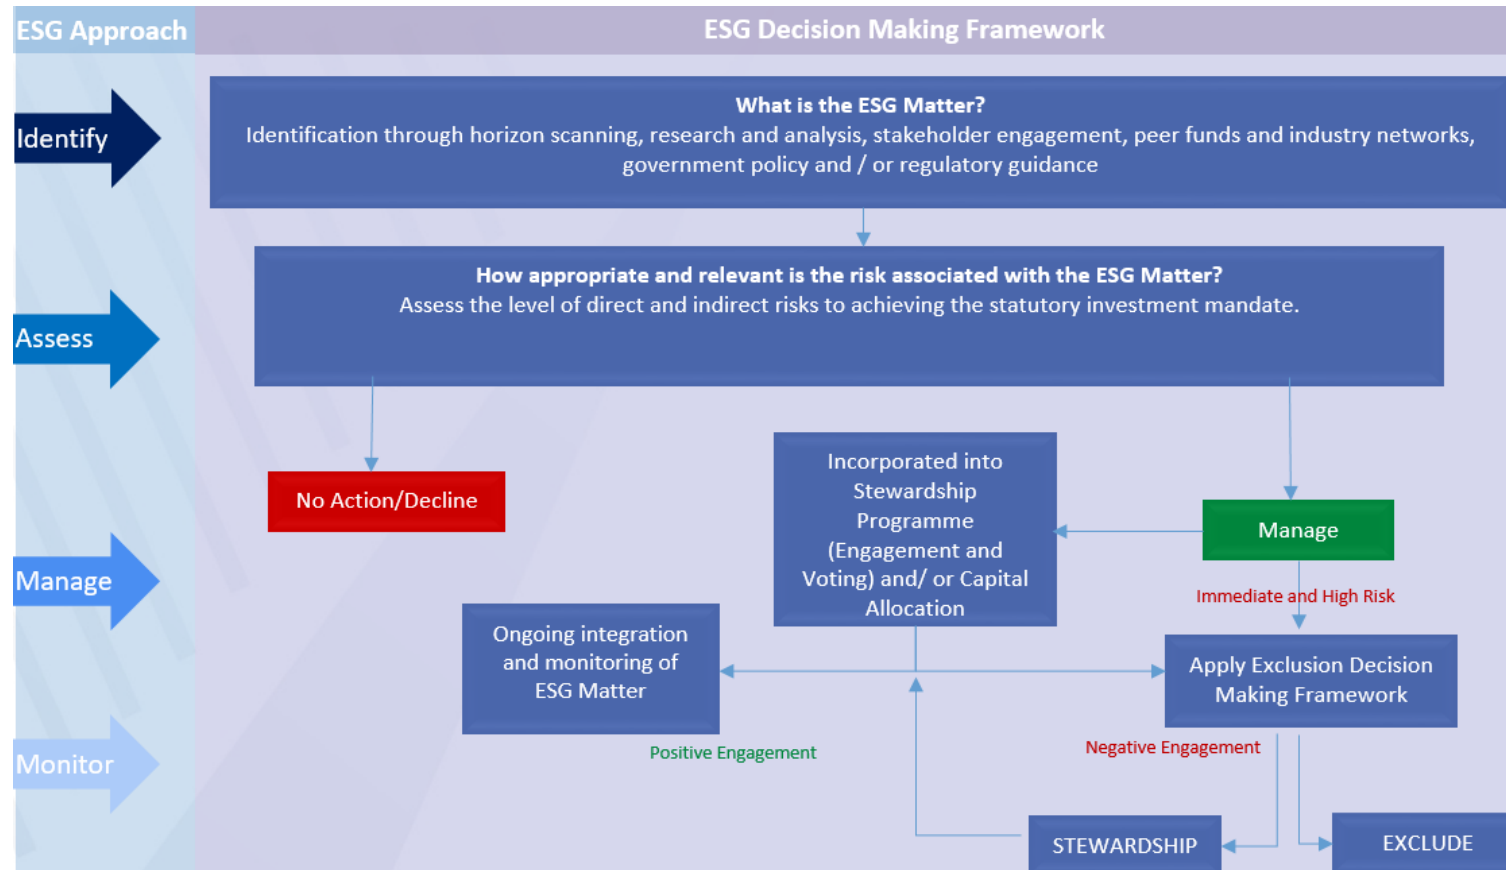 ESG Approach
ESG Decision Making Framework
Identify
What is the ESG Matter?
Identification through horizon scanning, research and analysis, stakeholder engagement, peer funds and industry networks,
government policy and / or regulatory guidance
Assess
How appropriate and relevant is the risk associated with the ESG Matter?
Assess the level of direct and indirect risks to achieving the statutory investment mandate.
No Action/Decline
Incorporated into
Stewardship
Programme
(Engagement and
Voting) and/ or Capital
Allocation
Manage
Manage
Immediate and High Risk
Ongoing integration
and monitoring of
ESG Matter
Apply Exclusion Decision
Making Framework
Positive Engagement
Negative Engagement
Monitor
STEWARDSHIP
EXCLUDE